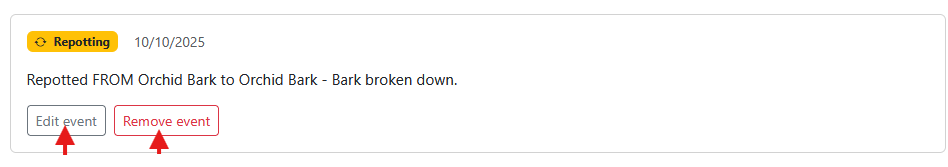 Repotting 10/10/2025
Repotted FROM Orchid Bark to Orchid Bark - Bark broken down.
Edit event Remove event